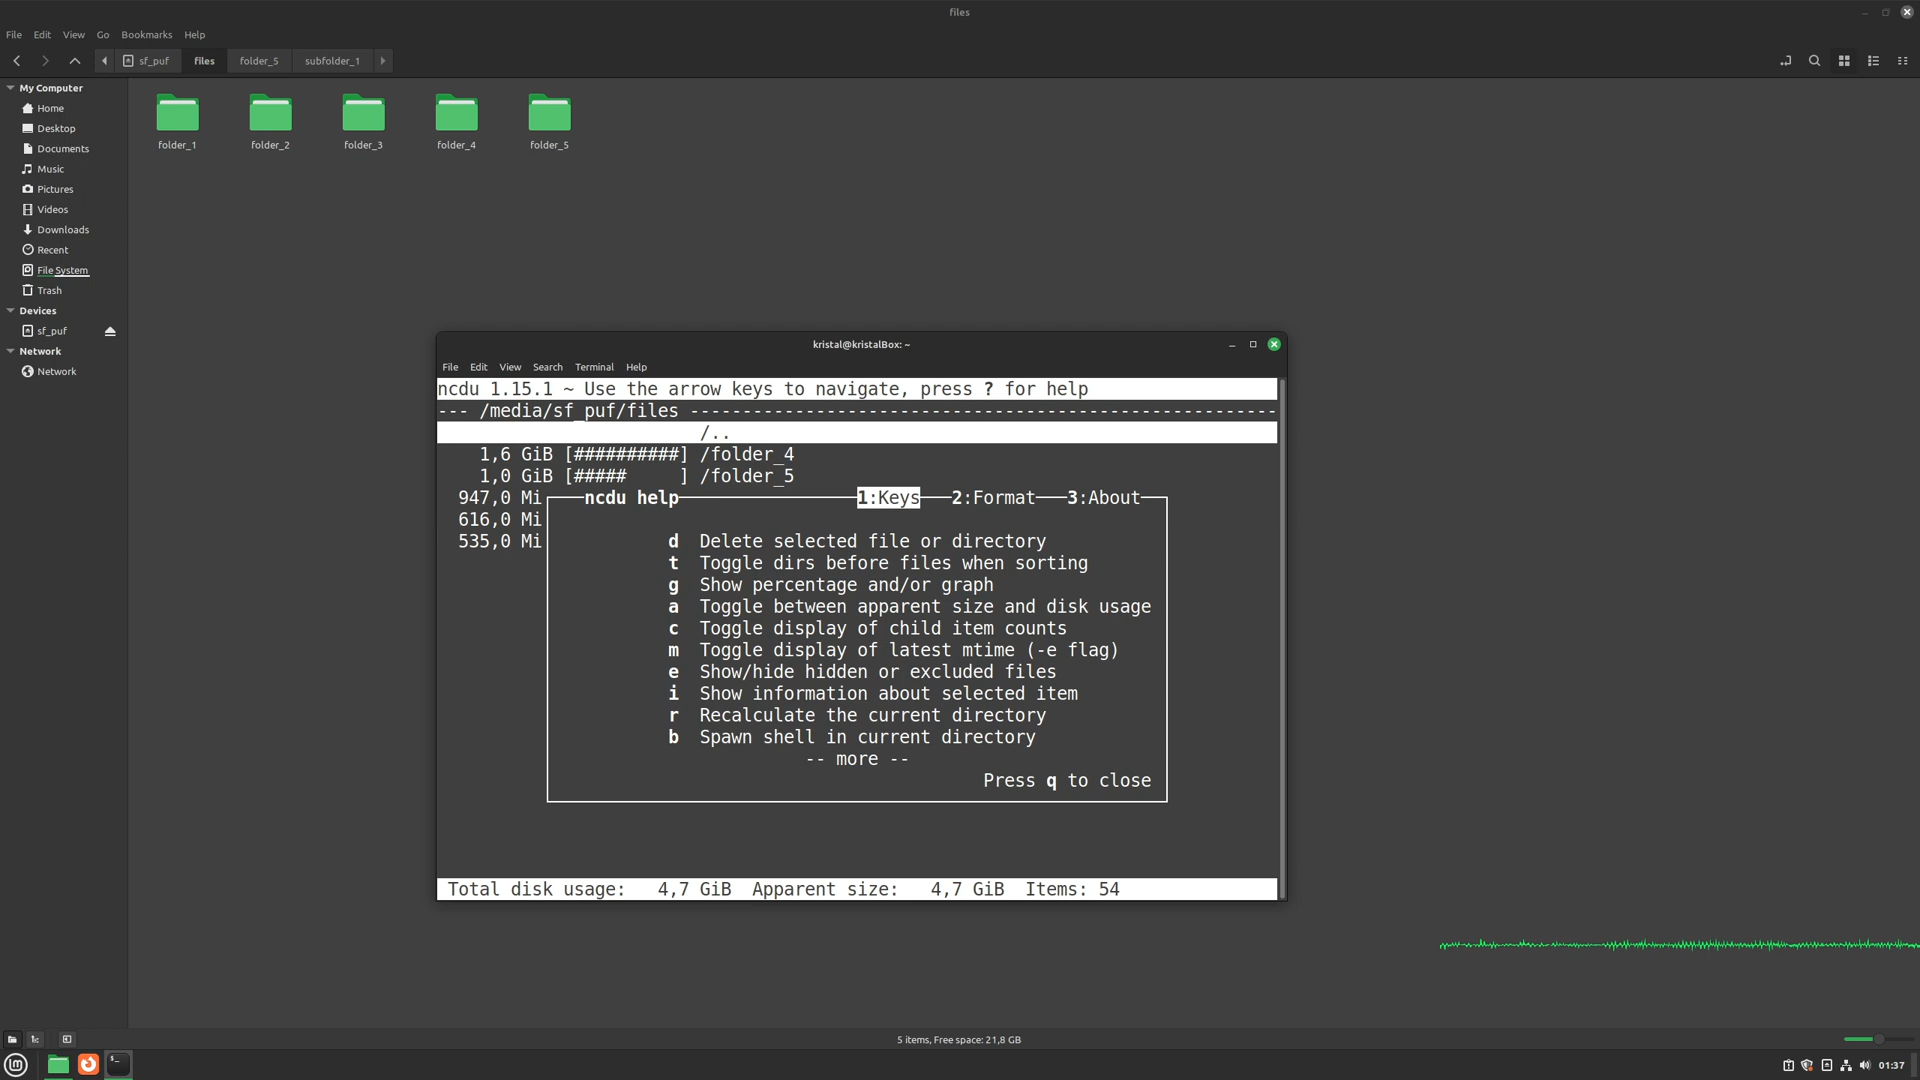 files
File Edit View Go Bookmarks Help
sf_puf files folder_5 subfolder_1
My Computer
Home
Desktop
Documents
Music
Pictures
Videos
Downloads
Recent
File System
Trash
Devices
sf_puf
Network
Network
folder_1 folder_2 folder_3 folder_4 folder_5
kristal@kristalBox: ~
File Edit View Search Terminal Help
ncdu 1.15.1 ~ Use the arrow keys to navigate, press ? for help
--- /media/sf_puf/files --------------------------------------------------------
/..
1,6 GiB [##########] /folder_4
1,0 GiB [#####     ] /folder_5
947,0 Mi
616,0 Mi
535,0 Mi
ncdu help 1:Keys 2:Format 3:About
d Delete selected file or directory
t Toggle dirs before files when sorting
g Show percentage and/or graph
a Toggle between apparent size and disk usage
c Toggle display of child item counts
m Toggle display of latest mtime (-e flag)
e Show/hide hidden or excluded files
i Show information about selected item
r Recalculate the current directory
b Spawn shell in current directory
-- more --
Press q to close
Total disk usage: 4,7 GiB Apparent size: 4,7 GiB Items: 54
5 items, Free space: 21,8 GB
01:37